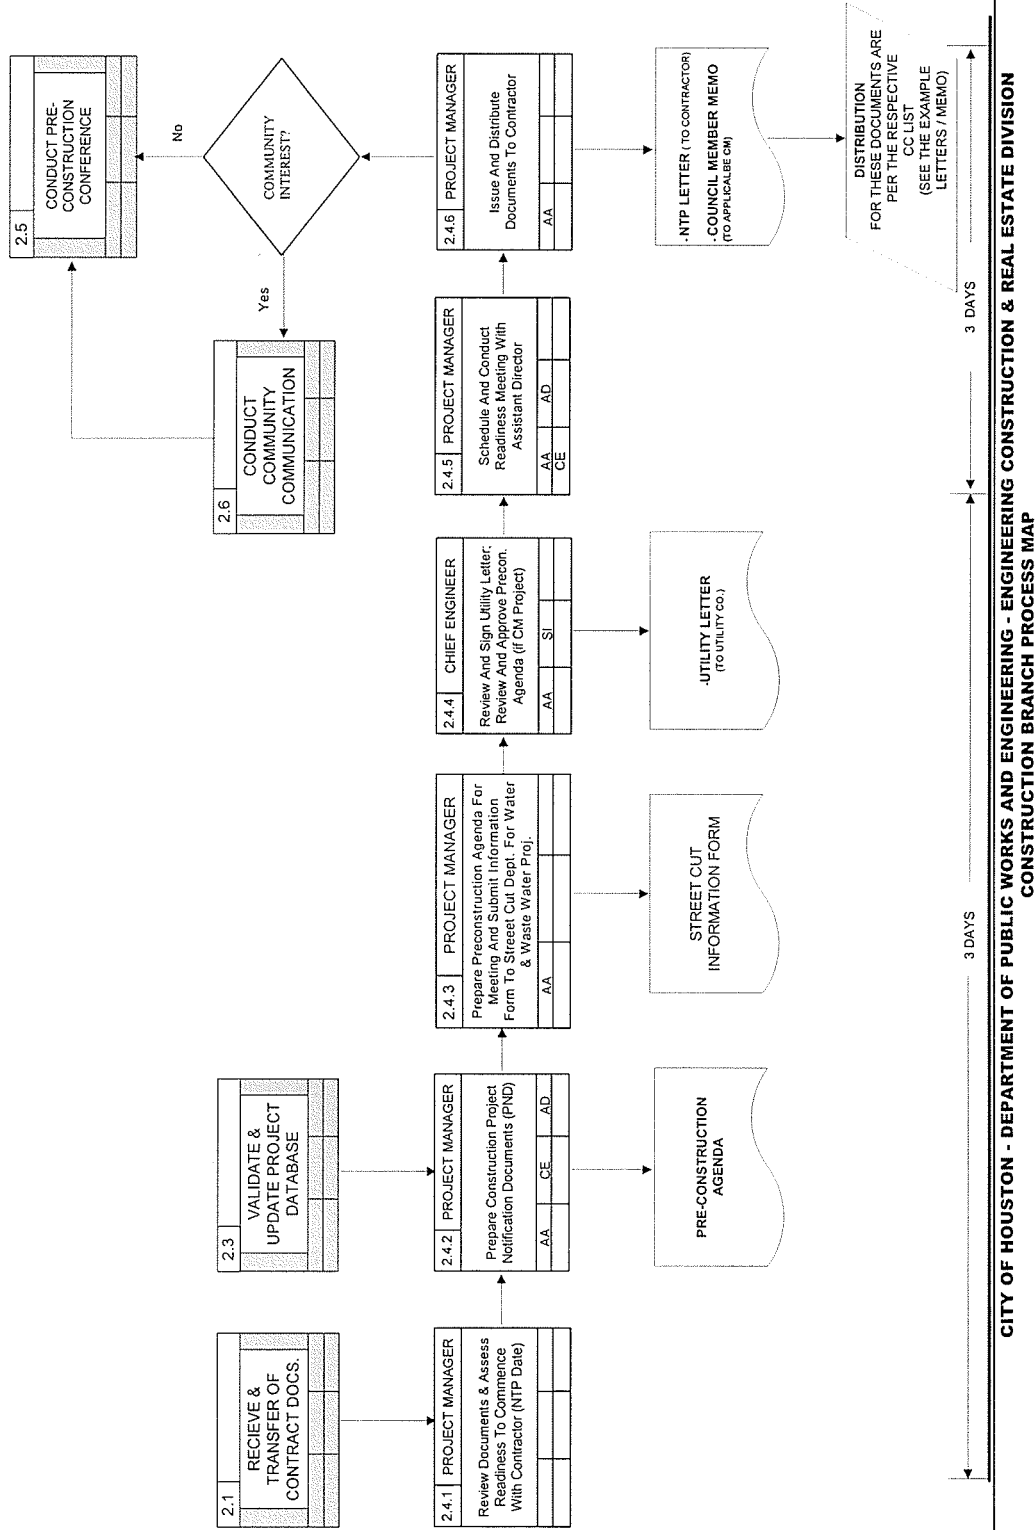 2.1
RECIEVE &
TRANSFER OF
CONTRACT DOCS.
2.3
VALIDATE &
UPDATE PROJECT
DATABASE
2.6
CONDUCT
COMMUNITY
COMMUNICATION
2.5
CONDUCT PRE-
CONSTRUCTION
CONFERENCE
Yes
No
COMMUNITY
INTEREST?
2.4.1 PROJECT MANAGER
Review Documents & Assess
Readiness To Commence
With Contractor (NTP Date)
2.4.2 PROJECT MANAGER
Prepare Construction Project
Notification Documents (PND)
AA CE AD
2.4.3 PROJECT MANAGER
Prepare Preconstruction Agenda For
Meeting And Submit Information
Form To Streeet Cut Dept. For Water
& Waste Water Proj.
AA
2.4.4 CHIEF ENGINEER
Review And Sign Utility Letter;
Review And Approve Precon.
Agenda (if CM Project)
AA SI
2.4.5 PROJECT MANAGER
Schedule And Conduct
Readiness Meeting With
Assistant Director
AA AD
CE
2.4.6 PROJECT MANAGER
Issue And Distribute
Documents To Contractor
AA
PRE-CONSTRUCTION
AGENDA
STREET CUT
INFORMATION FORM
-UTILITY LETTER
(TO UTILITY CO.)
-NTP LETTER ( TO CONTRACTOR)
- COUNCIL MEMBER MEMO
(TO APPLICALBE CM)
DISTRIBUTION
FOR THESE DOCUMENTS ARE
PER THE RESPECTIVE
CC LIST
(SEE THE EXAMPLE
LETTERS / MEMO)
3 DAYS
3 DAYS
CITY OF HOUSTON - DEPARTMENT OF PUBLIC WORKS AND ENGINEERING - ENGINEERING CONSTRUCTION & REAL ESTATE DIVISION
CONSTRUCTION BRANCH PROCESS MAP